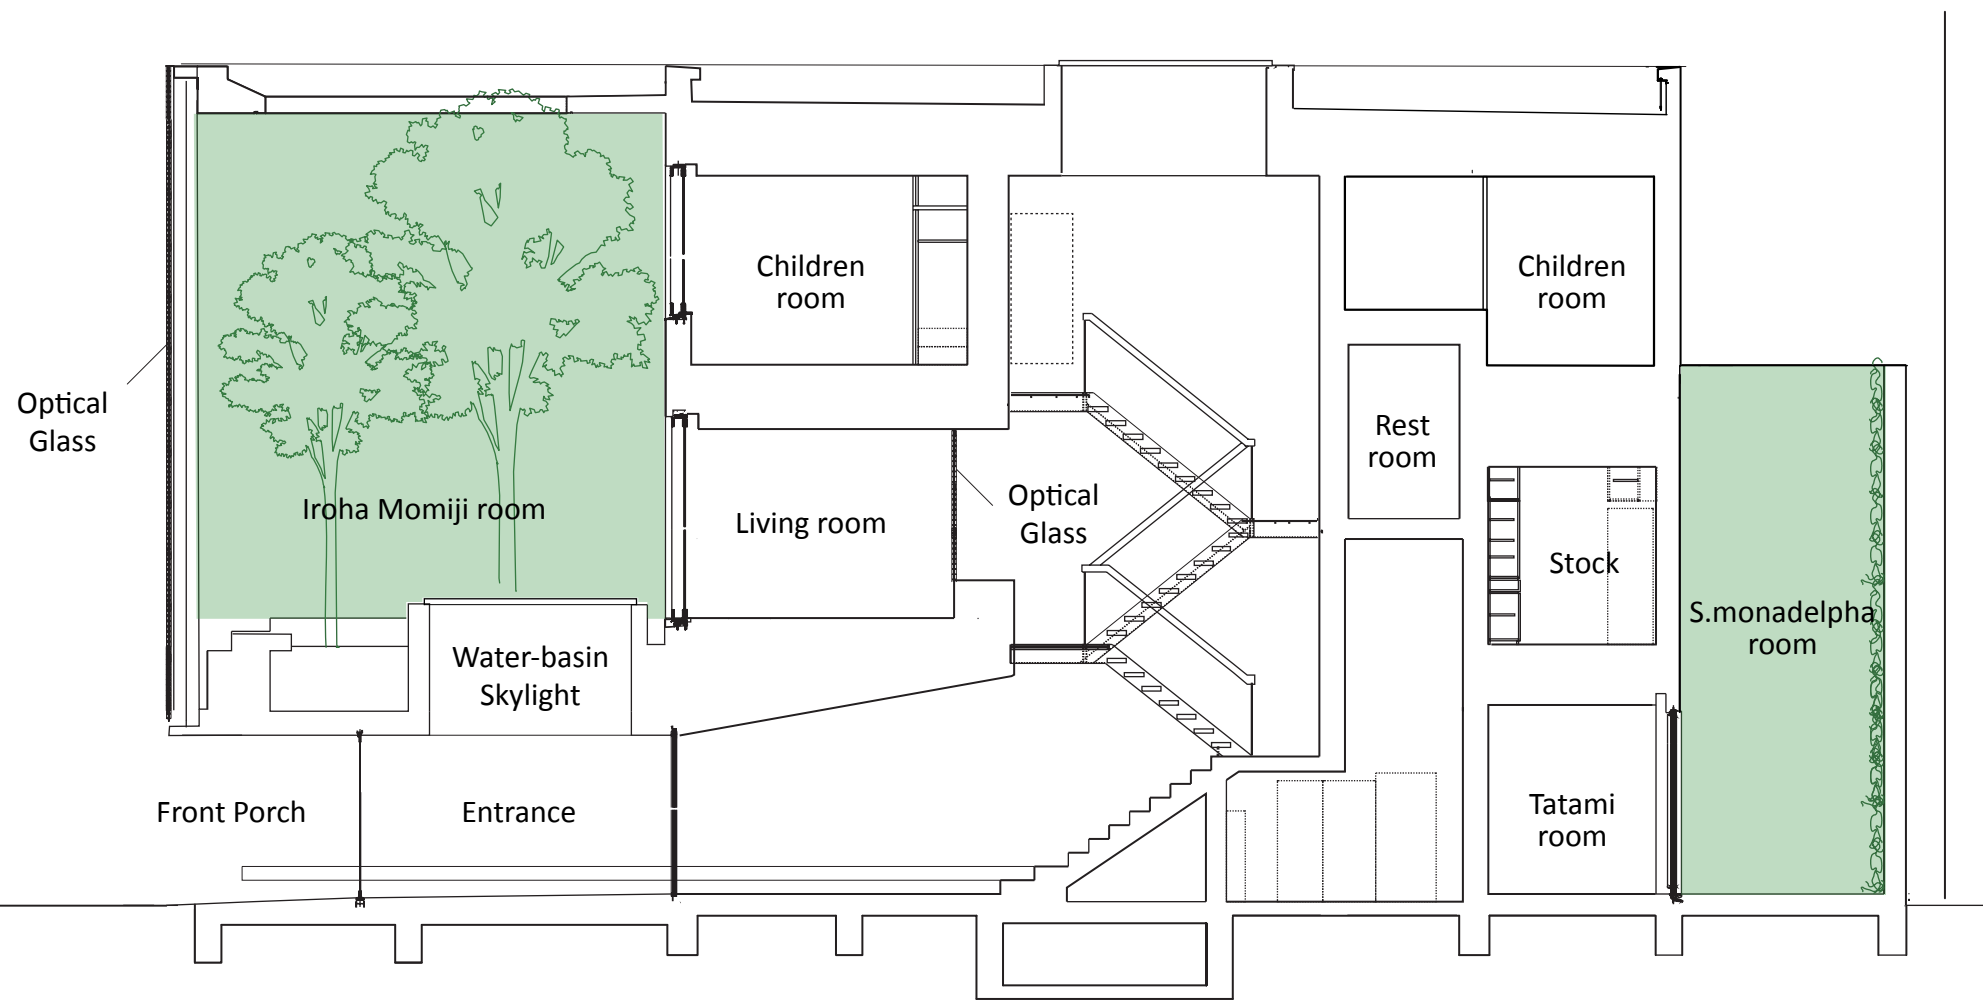 Children
room
Children
room
Optical
Glass
Rest
room
Iroha Momiji room
Living room
Optical
Glass
Stock
S.monadelpha
room
Water-basin
Skylight
Front Porch
Entrance
Tatami
room